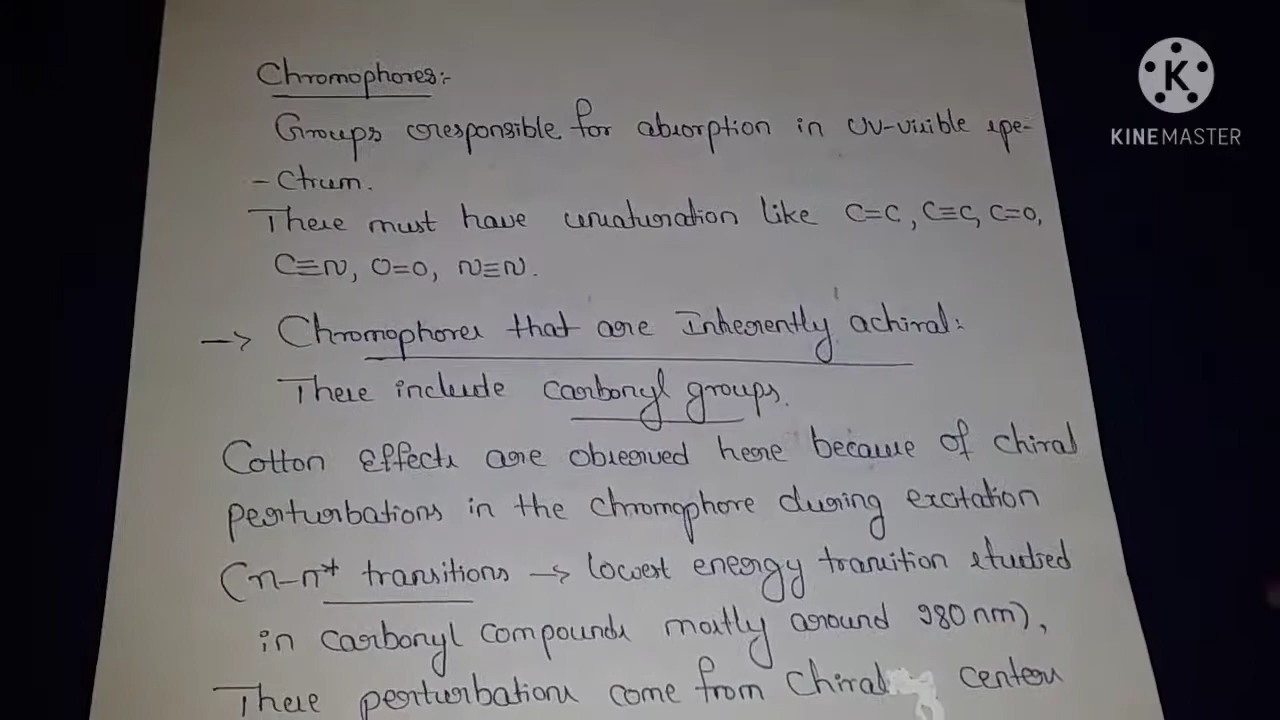 Chromophores:-
Groups responsible for absorption in UV-visible spe-
-ctrum.
These must have unsaturation like C=C, C≡C, C=O,
C≡N, O=O, N≡N.
→ Chromophores that are Inherently achiral:
These include carbonyl groups.
Cotton effects are observed here because of chiral
perturbations in the chromophore during excitation
(n-π* transitions → lowest energy transition studied
in carbonyl compounds mostly around 280 nm),
These perturbations come from chiral centers
K
KINEMASTER